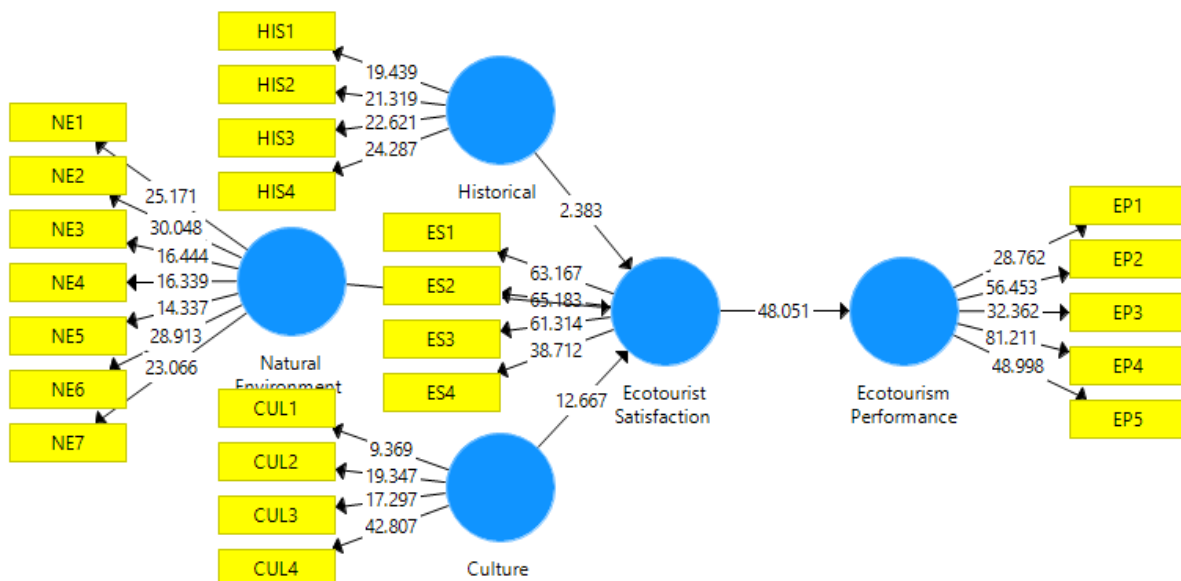 HIS1
HIS2
HIS3
HIS4
19.439
21.319
22.621
24.287
Historical
2.383
NE1
NE2
NE3
NE4
NE5
NE6
NE7
25.171
30.048
16.444
16.339
14.337
28.913
23.066
Natural
Environment
ES1
ES2
ES3
ES4
63.167
65.183
61.314
38.712
Ecotourist
Satisfaction
48.051
12.667
CUL1
CUL2
CUL3
CUL4
9.369
19.347
17.297
42.807
Culture
Ecotourism
Performance
28.762
56.453
32.362
81.211
48.998
EP1
EP2
EP3
EP4
EP5